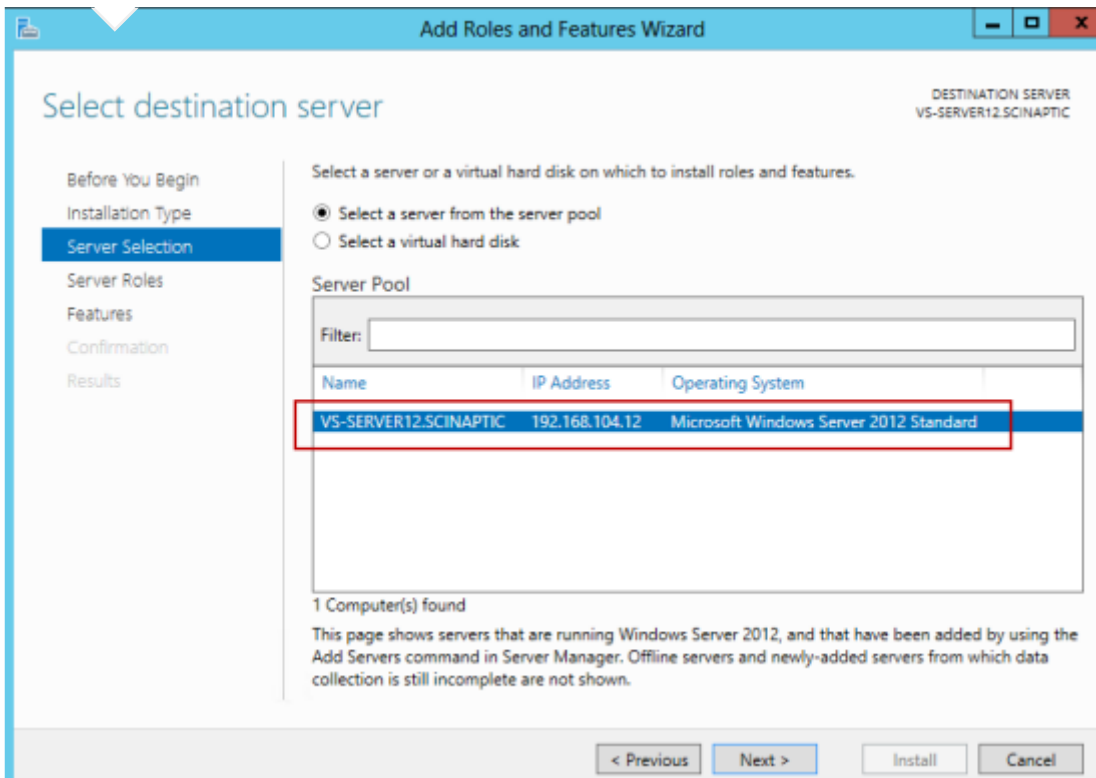 Add Roles and Features Wizard
Select destination server
DESTINATION SERVER
VS-SERVER12.SCINAPTIC
Before You Begin
Installation Type
Server Selection
Server Roles
Features
Confirmation
Results
Select a server or a virtual hard disk on which to install roles and features.
Select a server from the server pool
Select a virtual hard disk
Server Pool
Filter:
Name IP Address Operating System
VS-SERVER12.SCINAPTIC 192.168.104.12 Microsoft Windows Server 2012 Standard
1 Computer(s) found
This page shows servers that are running Windows Server 2012, and that have been added by using the
Add Servers command in Server Manager. Offline servers and newly-added servers from which data
collection is still incomplete are not shown.
< Previous Next > Install Cancel